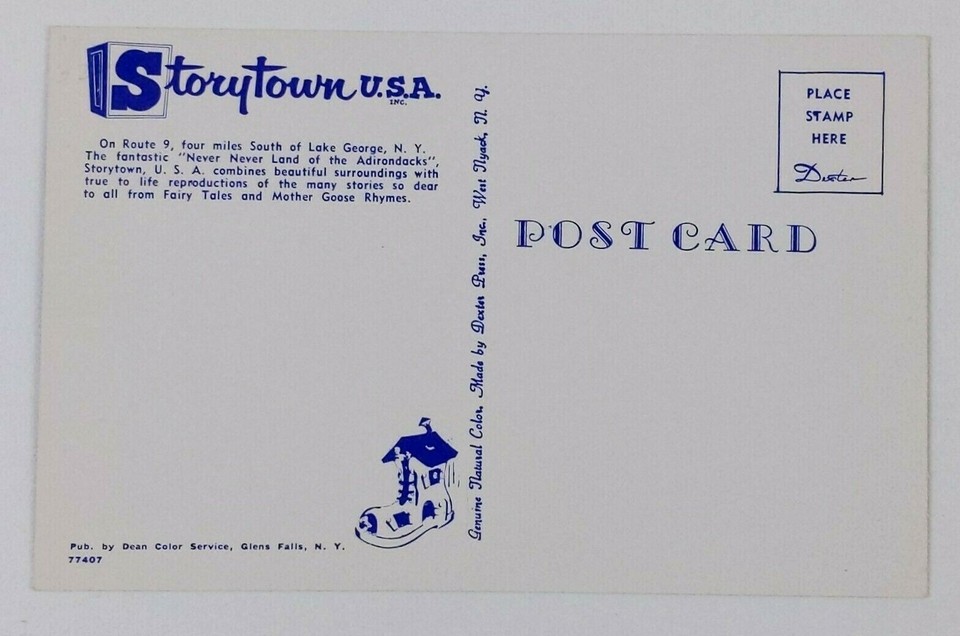 Storytown U.S.A.
INC.
On Route 9, four miles South of Lake George, N. Y.
The fantastic "Never Never Land of the Adirondacks",
Storytown, U. S. A. combines beautiful surroundings with
true to life reproductions of the many stories so dear
to all from Fairy Tales and Mother Goose Rhymes.
Pub. by Dean Color Service, Glens Falls, N. Y.
77407
Genuine Natural Color. Made by Dexter Press, Inc., West Nyack, N. Y.
PLACE
STAMP
HERE
Dexter
POST CARD